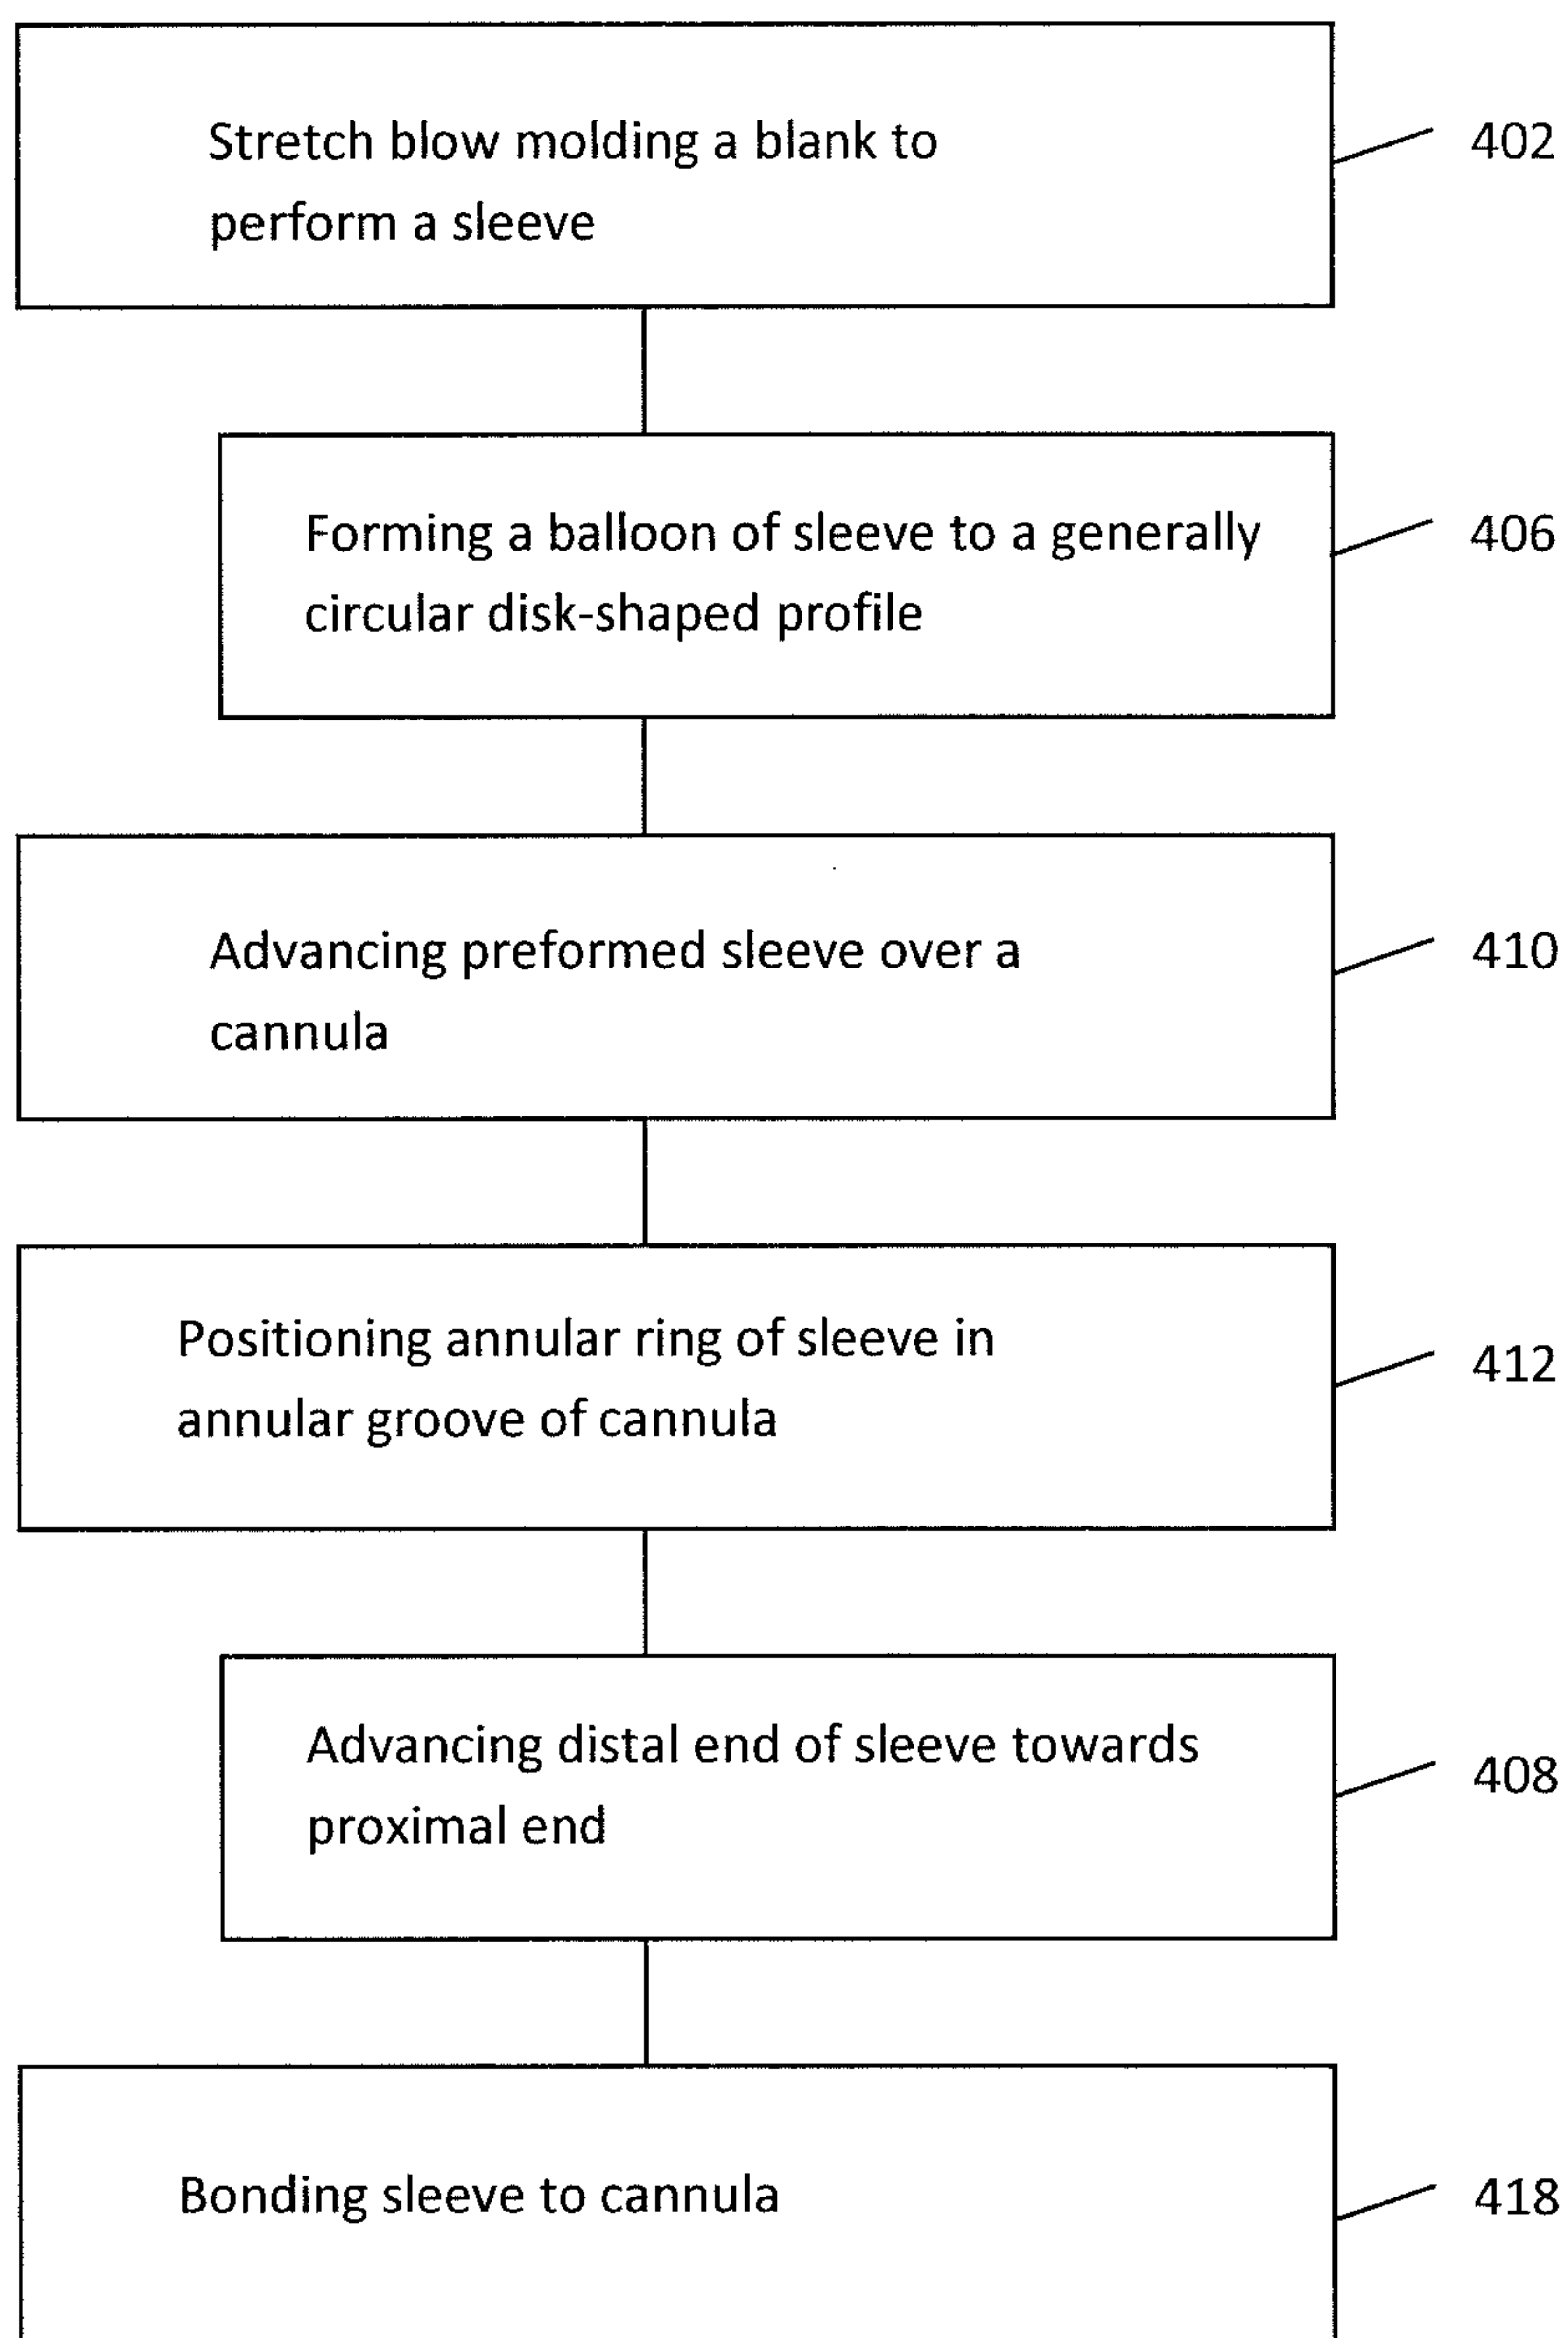 Stretch blow molding a blank to
perform a sleeve
402
Forming a balloon of sleeve to a generally
circular disk-shaped profile
406
Advancing preformed sleeve over a
cannula
410
Positioning annular ring of sleeve in
annular groove of cannula
412
Advancing distal end of sleeve towards
proximal end
408
Bonding sleeve to cannula
418